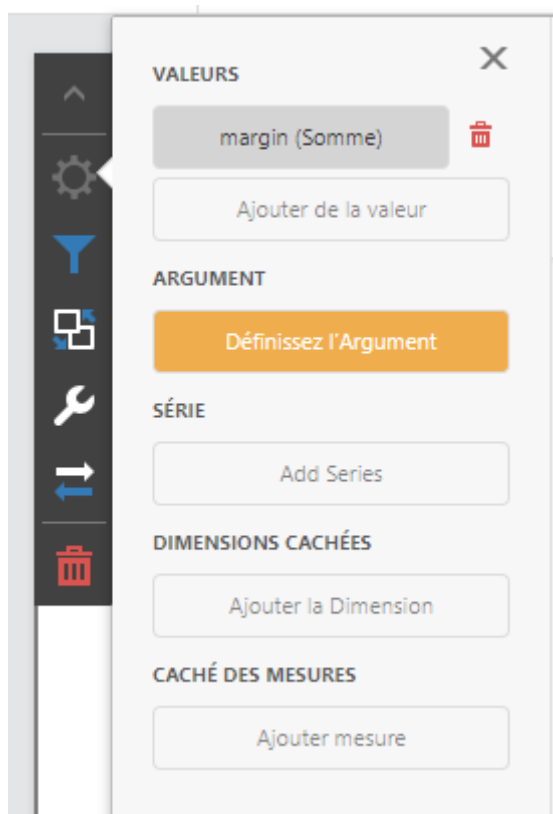 VALEURS
margin (Somme)
Ajouter de la valeur
ARGUMENT
Définissez l'Argument
SÉRIE
Add Series
DIMENSIONS CACHÉES
Ajouter la Dimension
CACHÉ DES MESURES
Ajouter mesure